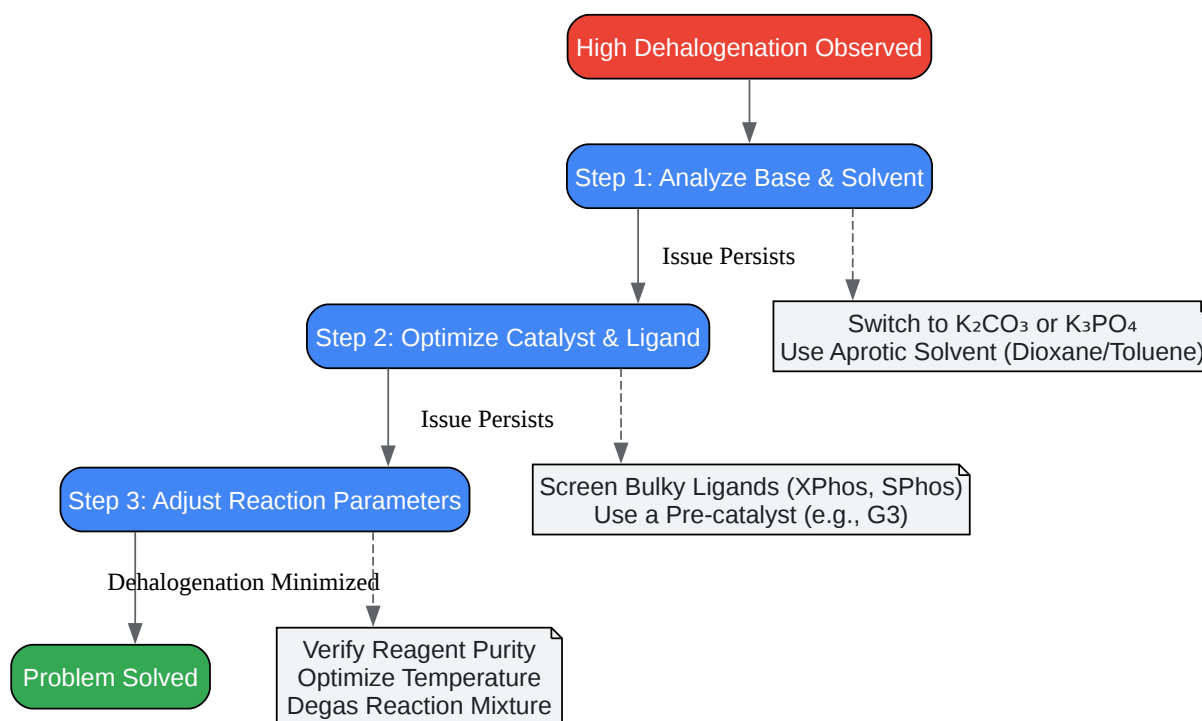 High Dehalogenation Observed
Step 1: Analyze Base & Solvent
Issue Persists
Switch to K₂CO₃ or K₃PO₄
Use Aprotic Solvent (Dioxane/Toluene)
Step 2: Optimize Catalyst & Ligand
Issue Persists
Screen Bulky Ligands (XPhos, SPhos)
Use a Pre-catalyst (e.g., G3)
Step 3: Adjust Reaction Parameters
Dehalogenation Minimized
Verify Reagent Purity
Optimize Temperature
Degas Reaction Mixture
Problem Solved